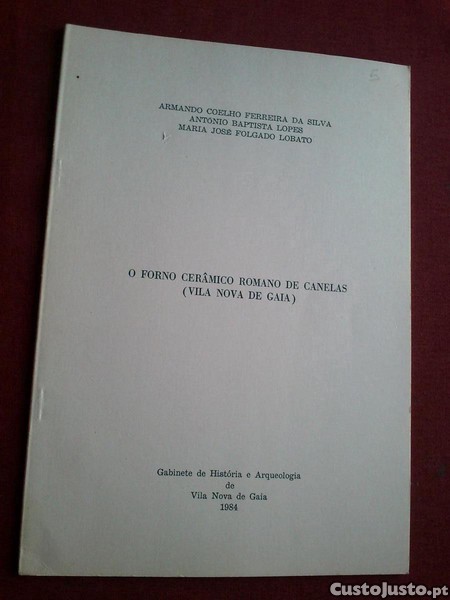 5
ARMANDO COELHO FERREIRA DA SILVA
ANTÓNIO BAPTISTA LOPES
MARIA JOSÉ FOLGADO LOBATO
O FORNO CERÂMICO ROMANO DE CANELAS
(VILA NOVA DE GAIA)
Gabinete de História e Arqueologia
de
Vila Nova de Gaia
1984
CustoJusto.pt